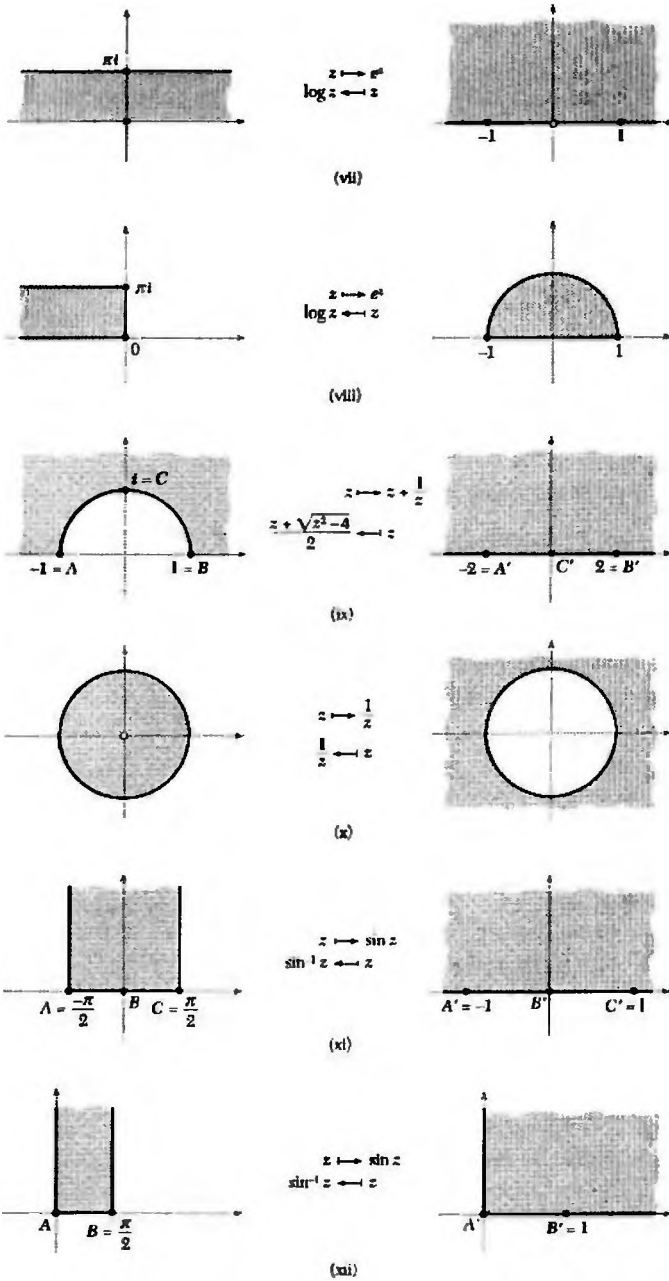 πi
z ⟼ e^z
log z ⟻ z
-1 1
(vii)
πi
0
z ⟼ e^z
log z ⟻ z
-1 1
(viii)
i = C
-1 = A 1 = B
z ⟼ z + 1/z
(z + √(z² - 4))/2 ⟻ z
-2 = A' C' 2 = B'
(ix)
z ⟼ 1/z
1/z ⟻ z
(x)
A = -π/2 B C = π/2
z ⟼ sin z
sin⁻¹ z ⟻ z
A' = -1 B' C' = 1
(xi)
A B = π/2
z ⟼ sin z
sin⁻¹ z ⟻ z
A' B' = 1
(xii)